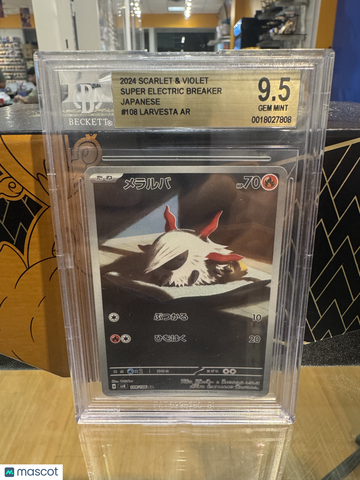 2024 SCARLET & VIOLET
SUPER ELECTRIC BREAKER
JAPANESE
#108 LARVESTA AR
BECKETT
9.5
GEM MINT
0018027808
メラルバ
HP70
ぶつかる 10
ひをはく 20
mascot